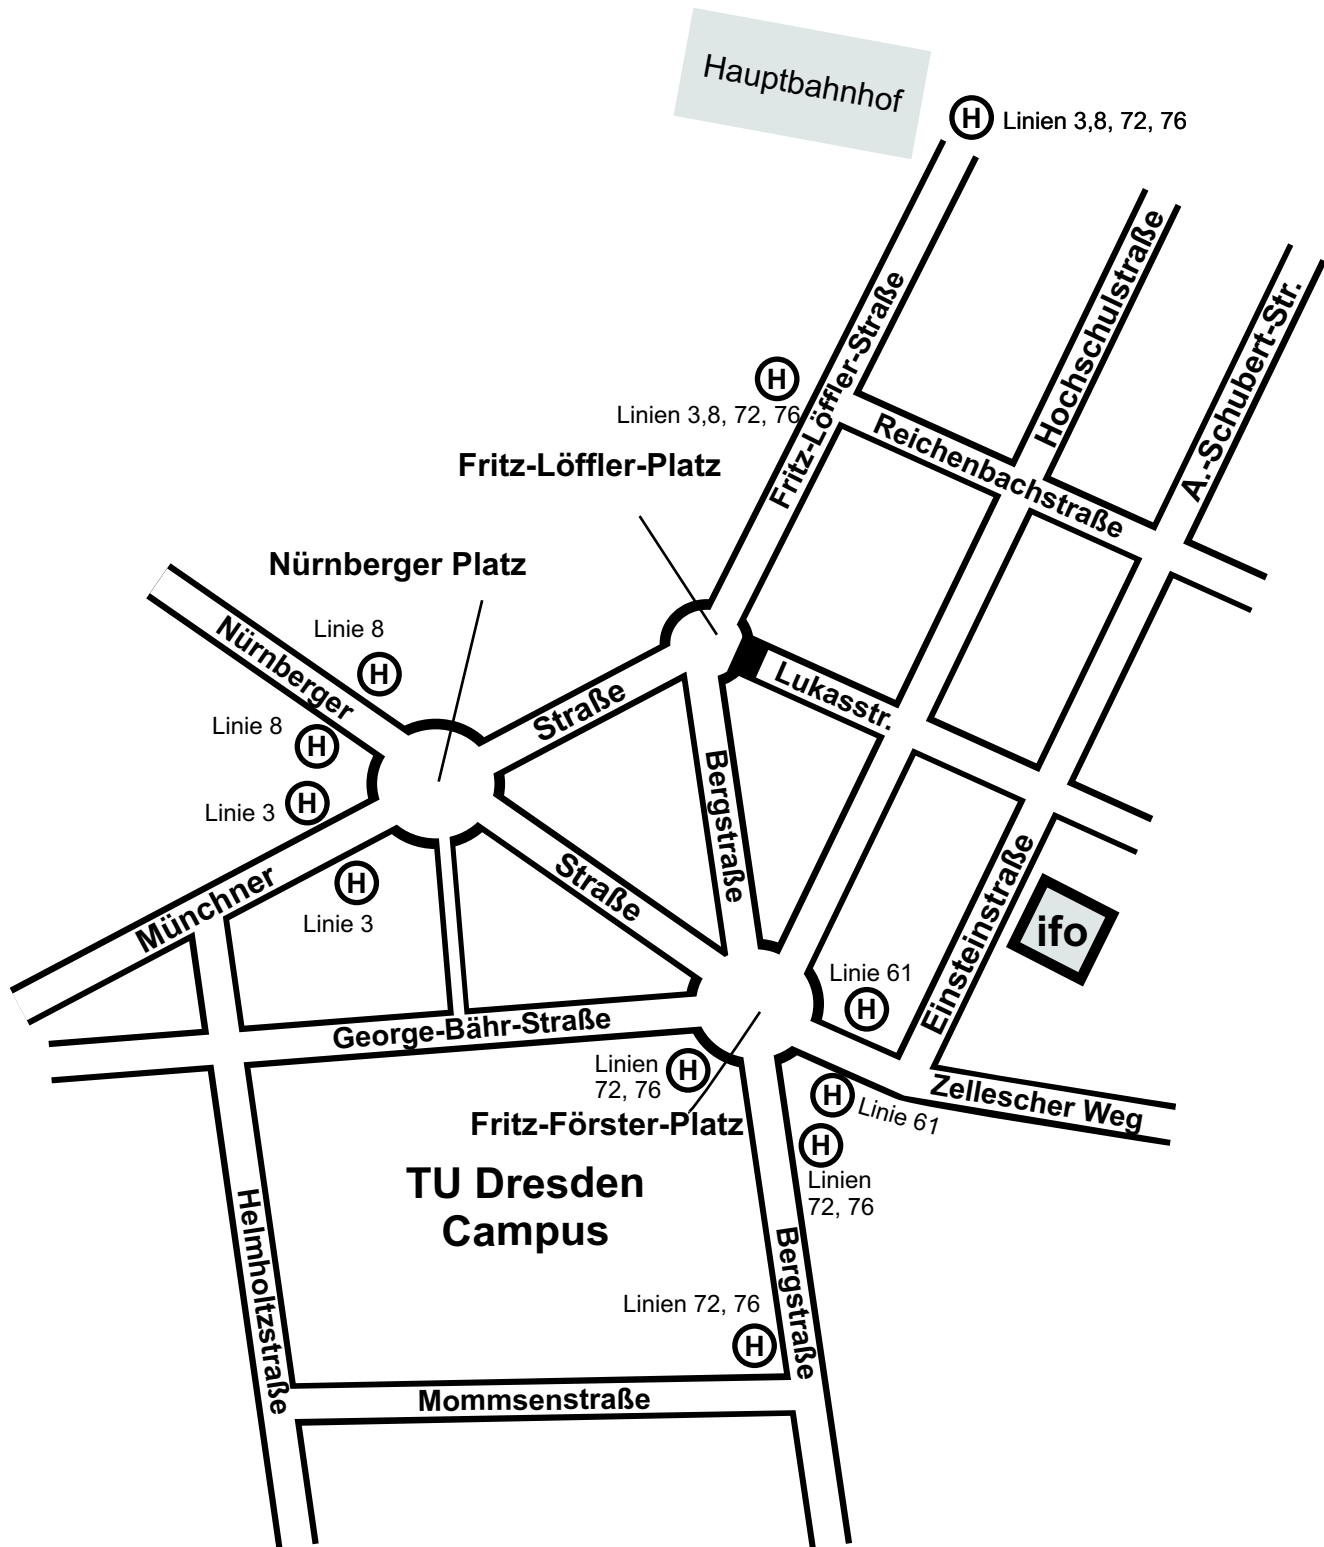 Hauptbahnhof
H Linien 3,8, 72, 76
Hochschulstraße
A.-Schubert-Str.
Fritz-Löffler-Straße
H
Linien 3,8, 72, 76
Reichenbachstraße
Fritz-Löffler-Platz
Nürnberger Platz
Linie 8
H
Nürnberger
Linie 8 H
Linie 3 H
Straße
Lukasstr.
Bergstraße
Straße
H
Linie 3
Münchner
Einsteinstraße
ifo
Linie 61
H
George-Bähr-Straße
Linien
72, 76
H
Fritz-Förster-Platz
H
Linie 61
Zellescher Weg
H
Linien
72, 76
TU Dresden
Campus
Helmholtzstraße
Bergstraße
Linien 72, 76
H
Mommsenstraße